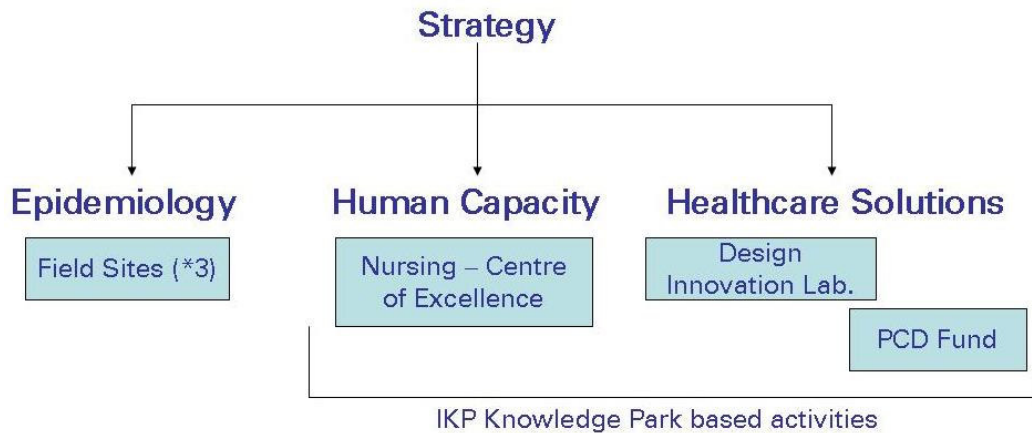 Strategy
Epidemiology
Human Capacity
Healthcare Solutions
Field Sites (*3)
Nursing – Centre
of Excellence
Design
Innovation Lab.
PCD Fund
IKP Knowledge Park based activities